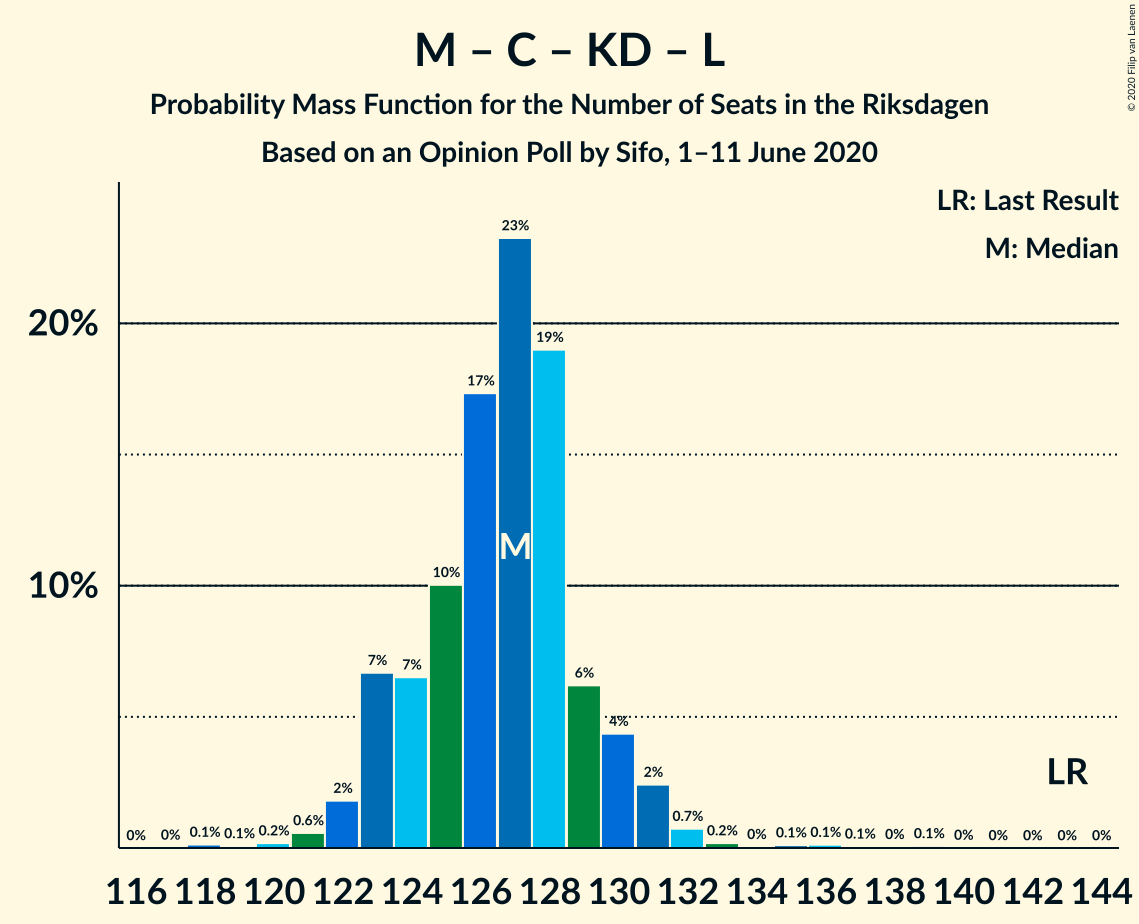 M – C – KD – L
Probability Mass Function for the Number of Seats in the Riksdagen
Based on an Opinion Poll by Sifo, 1–11 June 2020
© 2020 Filip van Laenen
LR: Last Result
M: Median
20%
10%
0% 0% 0.1% 0.1% 0.2% 0.6% 2% 7% 7% 10% 17% 23% 19% 6% 4% 2% 0.7% 0.2% 0% 0.1% 0.1% 0.1% 0% 0.1% 0% 0% 0% 0% 0%
M
LR
116 118 120 122 124 126 128 130 132 134 136 138 140 142 144